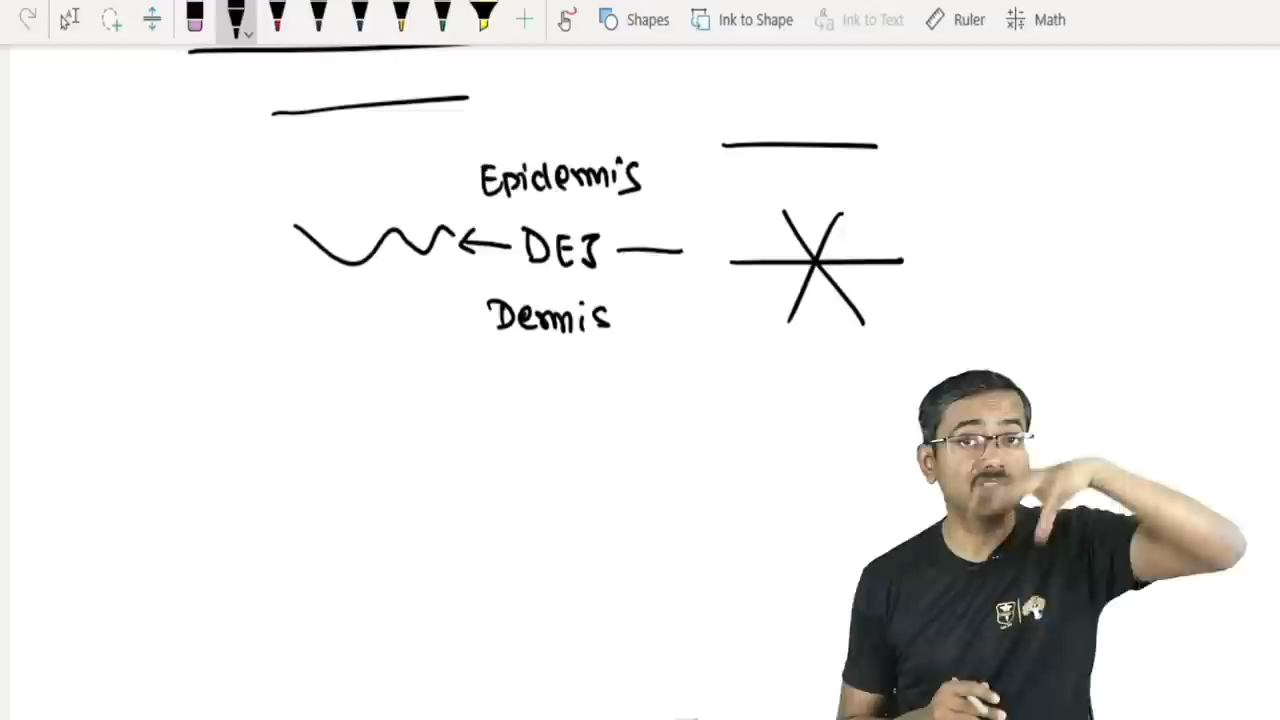 Shapes Ink to Shape Ink to Text Ruler Math
Epidermis
DEJ
Dermis